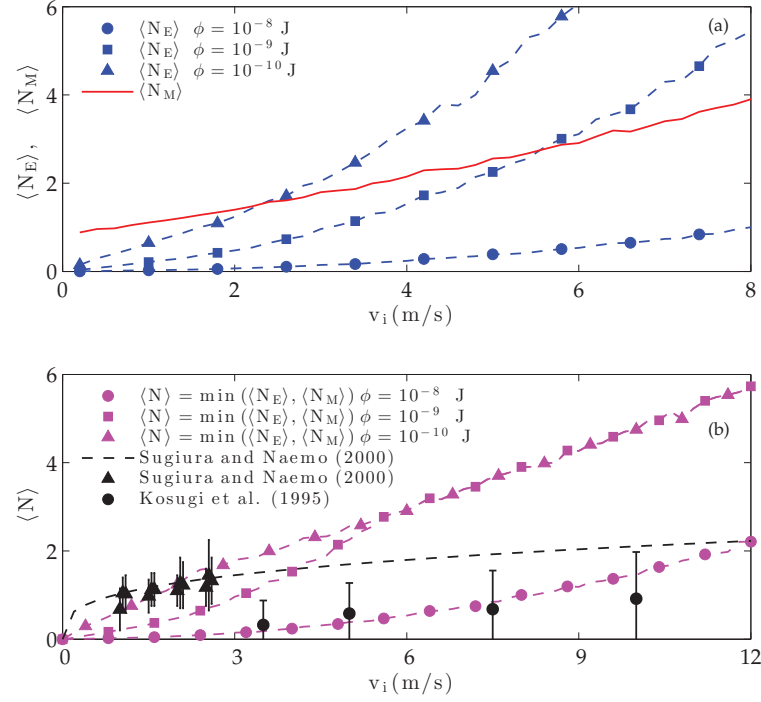 6
4
2
0
⟨N_E⟩, ⟨N_M⟩
(a)
⟨N_E⟩ ϕ = 10^−8 J
⟨N_E⟩ ϕ = 10^−9 J
⟨N_E⟩ ϕ = 10^−10 J
⟨N_M⟩
0 2 4 6 8
v_i (m/s)
6
4
2
0
⟨N⟩
(b)
⟨N⟩ = min (⟨N_E⟩, ⟨N_M⟩) ϕ = 10^−8 J
⟨N⟩ = min (⟨N_E⟩, ⟨N_M⟩) ϕ = 10^−9 J
⟨N⟩ = min (⟨N_E⟩, ⟨N_M⟩) ϕ = 10^−10 J
Sugiura and Naemo (2000)
Sugiura and Naemo (2000)
Kosugi et al. (1995)
0 3 6 9 12
v_i (m/s)